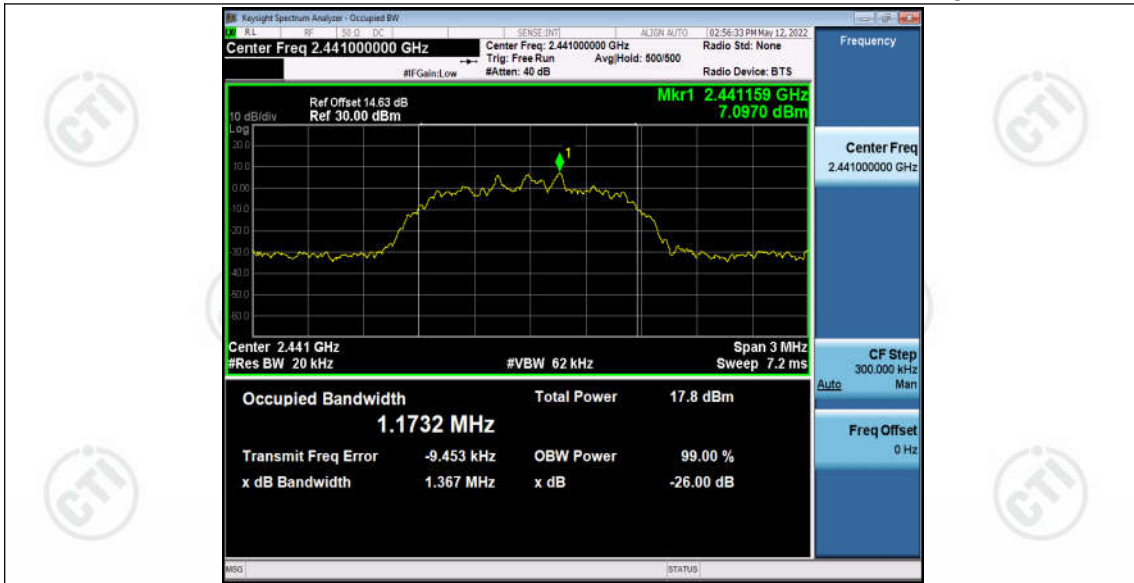 Keysight Spectrum Analyzer - Occupied BW
RL RF 50 Ω DC SENSE:INT ALIGN AUTO 02:56:33 PM May 12, 2022
Center Freq 2.441000000 GHz
Center Freq: 2.441000000 GHz Radio Std: None
Trig: Free Run Avg|Hold: 500/500
#IFGain:Low #Atten: 40 dB Radio Device: BTS
Frequency
Mkr1 2.441159 GHz
7.0970 dBm
Ref Offset 14.63 dB
10 dB/div Ref 30.00 dBm
Log
20.0
10.0
0.00
-10.0
-20.0
-30.0
-40.0
-50.0
-60.0
1
Center 2.441 GHz Span 3 MHz
#Res BW 20 kHz #VBW 62 kHz Sweep 7.2 ms
Center Freq
2.441000000 GHz
CF Step
300.000 kHz
Auto Man
Freq Offset
0 Hz
Occupied Bandwidth Total Power 17.8 dBm
1.1732 MHz
Transmit Freq Error -9.453 kHz OBW Power 99.00 %
x dB Bandwidth 1.367 MHz x dB -26.00 dB
MSG STATUS
CTI
CTI
CTI
CTI